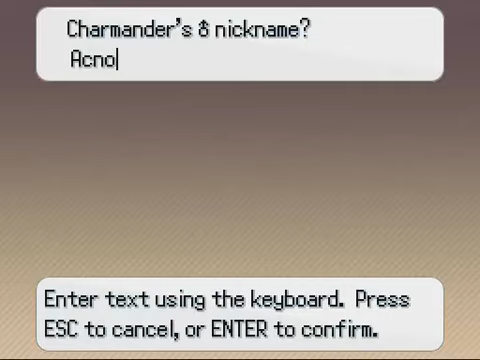 Charmander's ♂ nickname?
Acno
Enter text using the keyboard. Press
ESC to cancel, or ENTER to confirm.